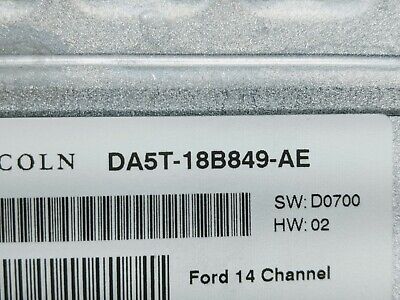 COLN DA5T-18B849-AE
SW: D0700
HW: 02
Ford 14 Channel